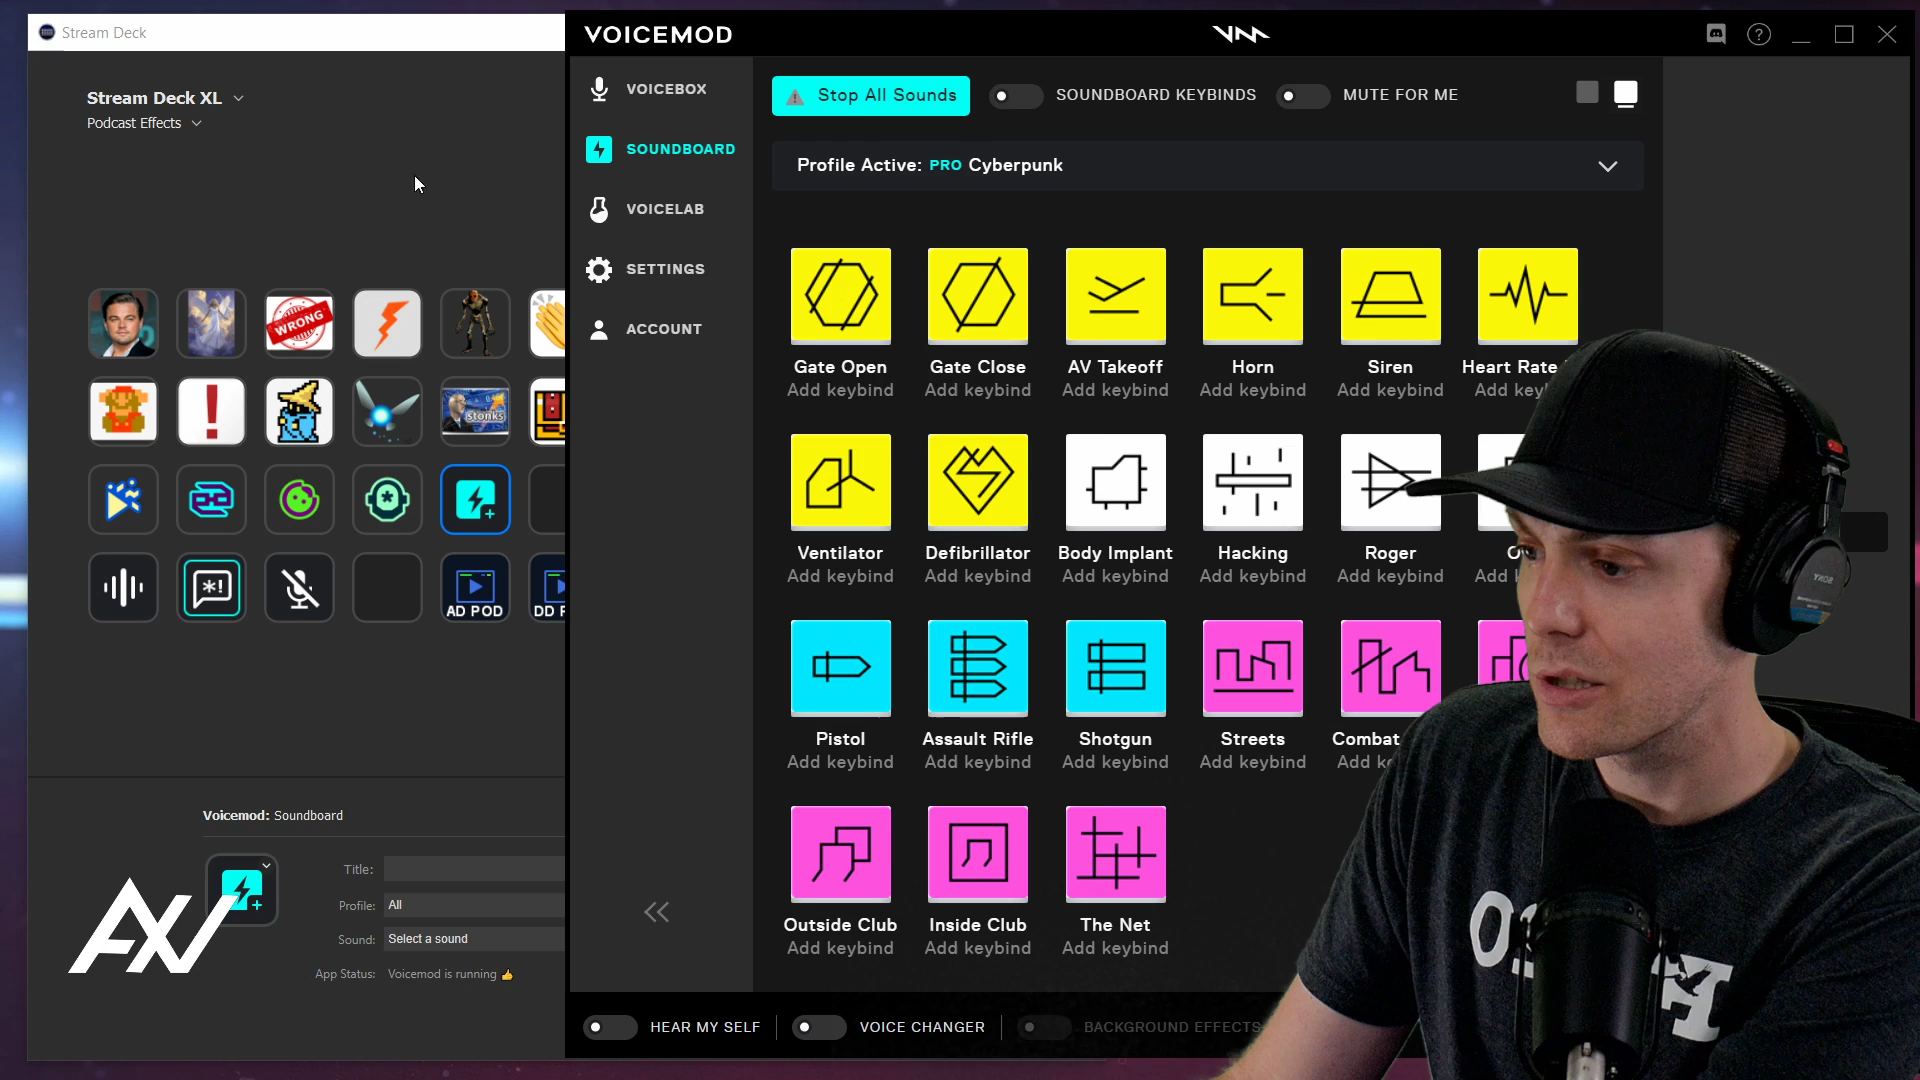 Stream Deck
Stream Deck XL
Podcast Effects
WRONG
stonks
AD POD
DD
Voicemod: Soundboard
Title:
Profile: All
Sound: Select a sound
App Status: Voicemod is running 👍
VOICEMOD
VOICEBOX
SOUNDBOARD
VOICELAB
SETTINGS
ACCOUNT
Stop All Sounds
SOUNDBOARD KEYBINDS
MUTE FOR ME
Profile Active: PRO Cyberpunk
Gate Open
Add keybind
Gate Close
Add keybind
AV Takeoff
Add keybind
Horn
Add keybind
Siren
Add keybind
Heart Rate
Add
Ventilator
Add keybind
Defibrillator
Add keybind
Body Implant
Add keybind
Hacking
Add keybind
Roger
Add keybind
Add
Pistol
Add keybind
Assault Rifle
Add keybind
Shotgun
Add keybind
Streets
Add keybind
Combat
Add
Outside Club
Add keybind
Inside Club
Add keybind
The Net
Add keybind
HEAR MY SELF
VOICE CHANGER
BACKGROUND EFFECTS
SONY